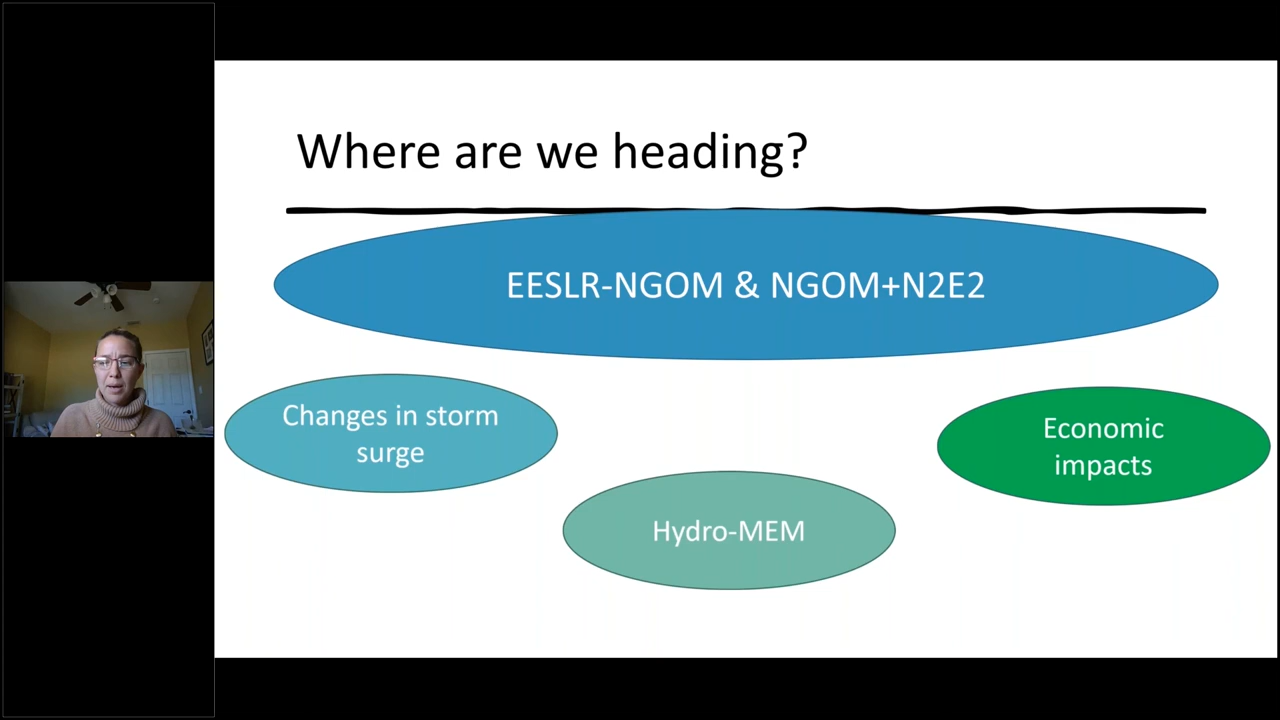 Where are we heading?
EESLR-NGOM & NGOM+N2E2
Changes in storm
surge
Economic
impacts
Hydro-MEM